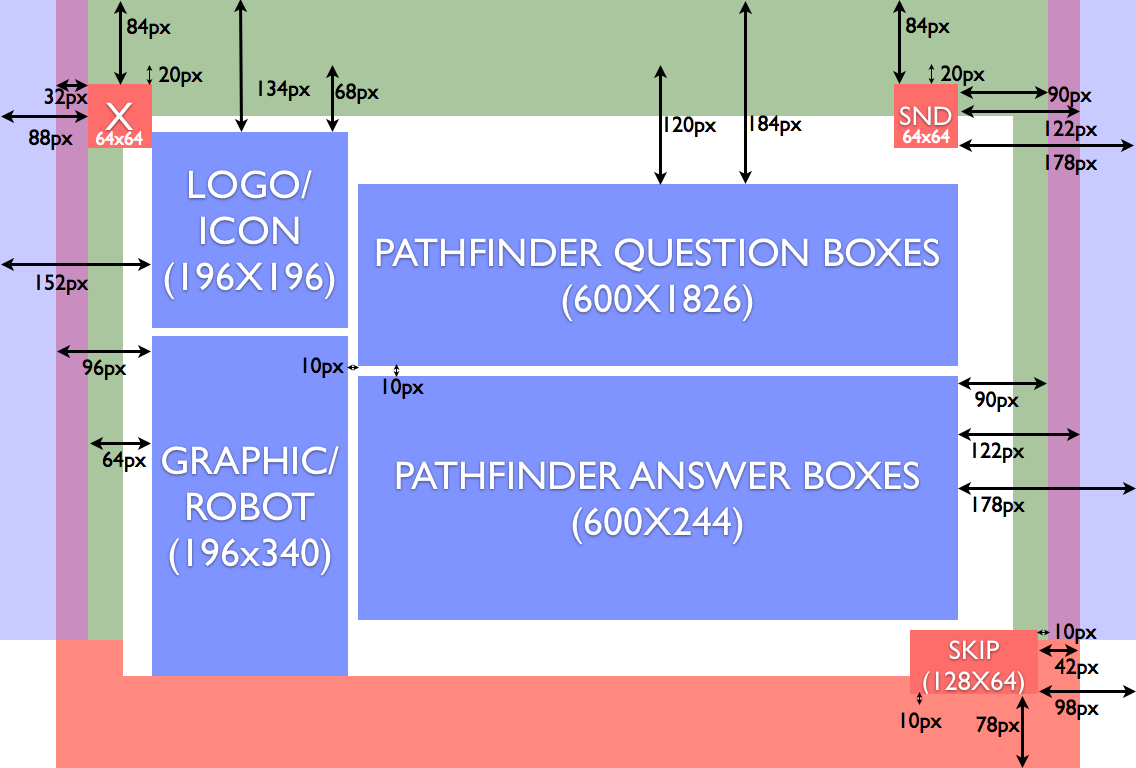 84px
84px
20px
20px
32px
134px
68px
90px
X
64x64
SND
64x64
120px
184px
122px
88px
178px
LOGO/
ICON
(196X196)
PATHFINDER QUESTION BOXES
(600X1826)
152px
96px
10px
10px
90px
64px
122px
GRAPHIC/
ROBOT
(196x340)
PATHFINDER ANSWER BOXES
(600X244)
178px
10px
SKIP
(128X64)
42px
98px
10px
78px